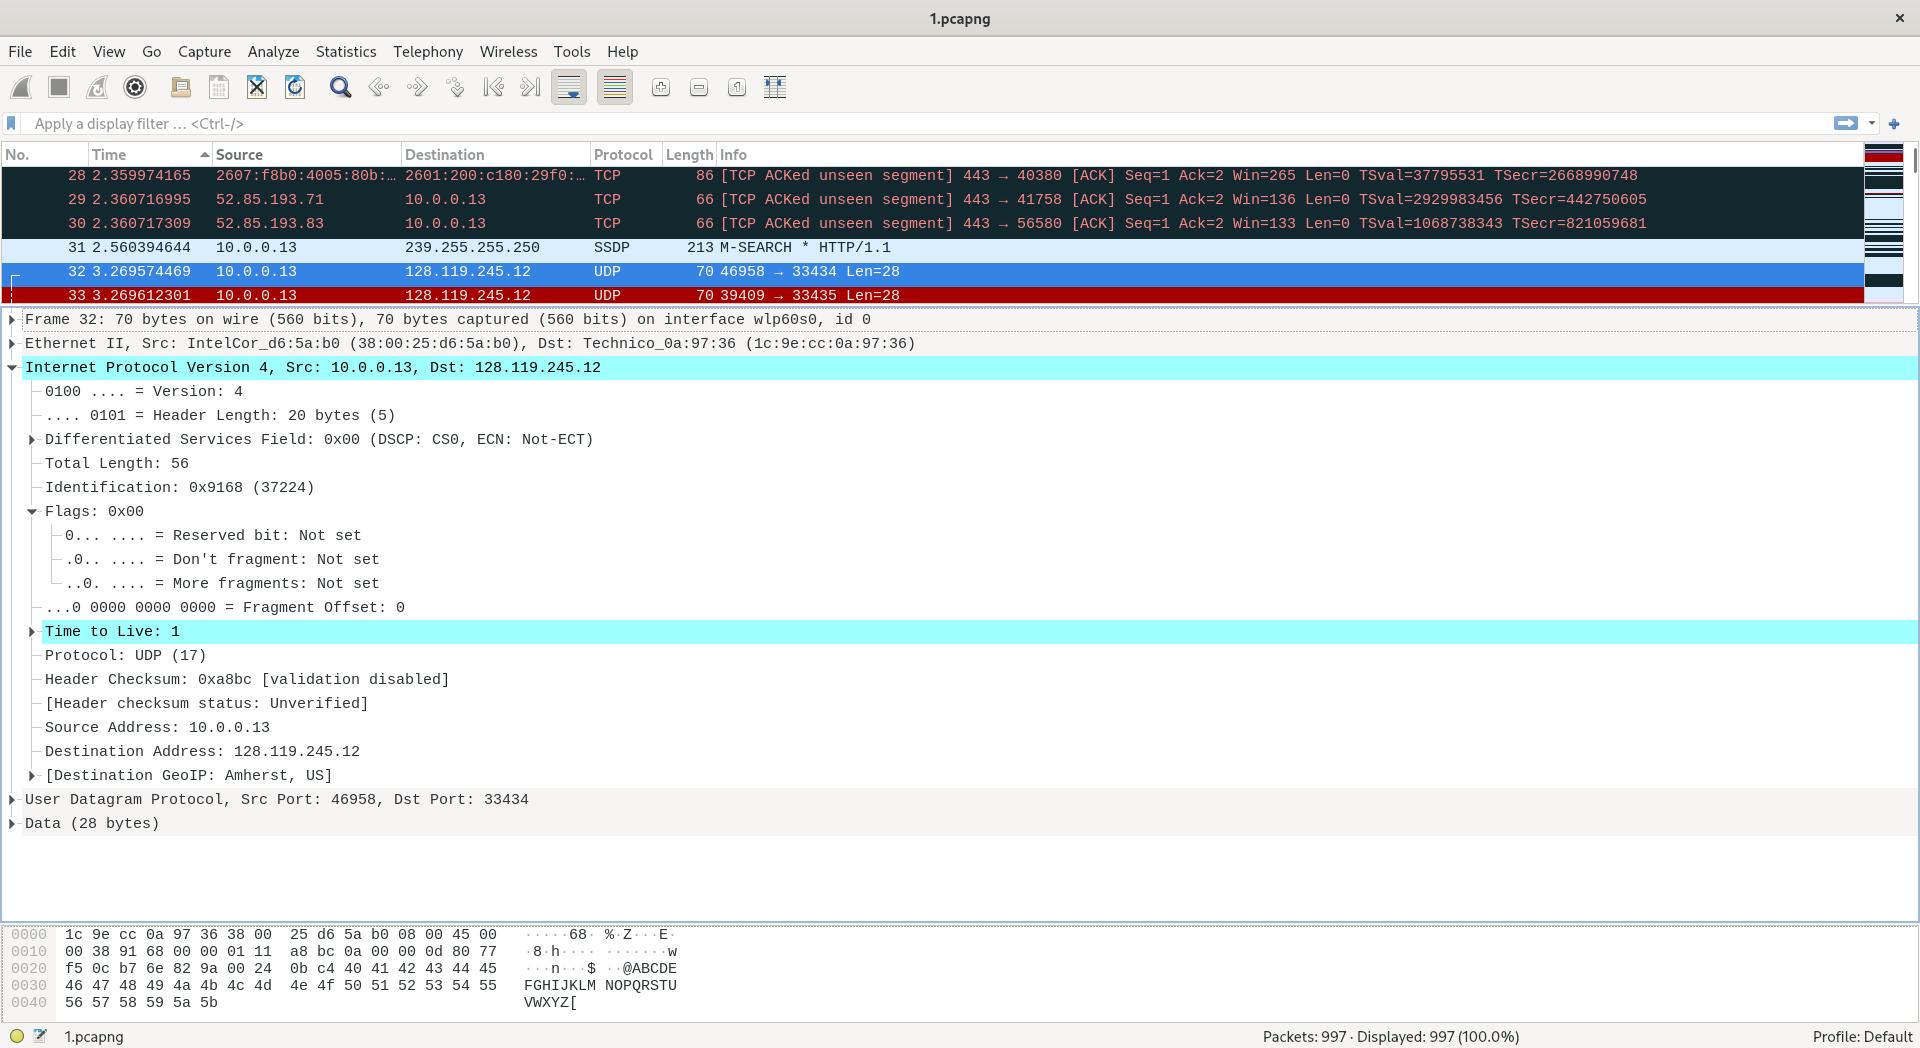 1.pcapng
File Edit View Go Capture Analyze Statistics Telephony Wireless Tools Help
Apply a display filter … <Ctrl-/>
No. Time Source Destination Protocol Length Info
28 2.359974165 2607:f8b0:4005:80b:… 2601:200:c180:29f0:… TCP 86 [TCP ACKed unseen segment] 443 → 40380 [ACK] Seq=1 Ack=2 Win=265 Len=0 TSval=37795531 TSecr=2668990748
29 2.360716995 52.85.193.71 10.0.0.13 TCP 66 [TCP ACKed unseen segment] 443 → 41758 [ACK] Seq=1 Ack=2 Win=136 Len=0 TSval=2929983456 TSecr=442750605
30 2.360717309 52.85.193.83 10.0.0.13 TCP 66 [TCP ACKed unseen segment] 443 → 56580 [ACK] Seq=1 Ack=2 Win=133 Len=0 TSval=1068738343 TSecr=821059681
31 2.560394644 10.0.0.13 239.255.255.250 SSDP 213 M-SEARCH * HTTP/1.1
32 3.269574469 10.0.0.13 128.119.245.12 UDP 70 46958 → 33434 Len=28
33 3.269612301 10.0.0.13 128.119.245.12 UDP 70 39409 → 33435 Len=28
Frame 32: 70 bytes on wire (560 bits), 70 bytes captured (560 bits) on interface wlp60s0, id 0
Ethernet II, Src: IntelCor_d6:5a:b0 (38:00:25:d6:5a:b0), Dst: Technico_0a:97:36 (1c:9e:cc:0a:97:36)
Internet Protocol Version 4, Src: 10.0.0.13, Dst: 128.119.245.12
0100 .... = Version: 4
.... 0101 = Header Length: 20 bytes (5)
Differentiated Services Field: 0x00 (DSCP: CS0, ECN: Not-ECT)
Total Length: 56
Identification: 0x9168 (37224)
Flags: 0x00
0... .... = Reserved bit: Not set
.0.. .... = Don't fragment: Not set
..0. .... = More fragments: Not set
...0 0000 0000 0000 = Fragment Offset: 0
Time to Live: 1
Protocol: UDP (17)
Header Checksum: 0xa8bc [validation disabled]
[Header checksum status: Unverified]
Source Address: 10.0.0.13
Destination Address: 128.119.245.12
[Destination GeoIP: Amherst, US]
User Datagram Protocol, Src Port: 46958, Dst Port: 33434
Data (28 bytes)
0000 1c 9e cc 0a 97 36 38 00 25 d6 5a b0 08 00 45 00 ·····68· %·Z···E·
0010 00 38 91 68 00 00 01 11 a8 bc 0a 00 00 0d 80 77 ·8·h···· ·······w
0020 f5 0c b7 6e 82 9a 00 24 0b c4 40 41 42 43 44 45 ···n···$ ··@ABCDE
0030 46 47 48 49 4a 4b 4c 4d 4e 4f 50 51 52 53 54 55 FGHIJKLM NOPQRSTU
0040 56 57 58 59 5a 5b VWXYZ[
1.pcapng Packets: 997 · Displayed: 997 (100.0%) Profile: Default